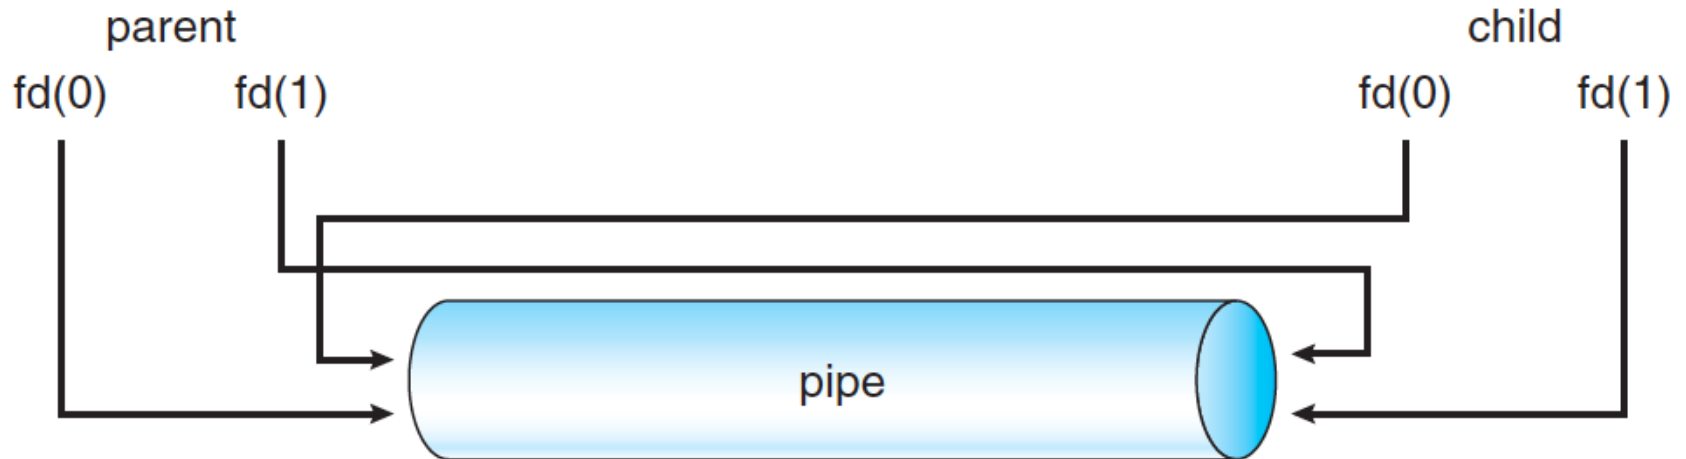 parent child
fd(0) fd(1) fd(0) fd(1)
pipe